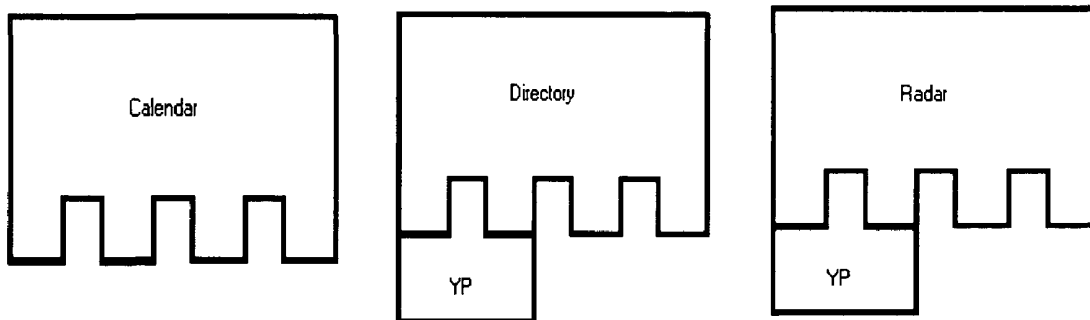 Calendar
Directory
Radar
YP
YP